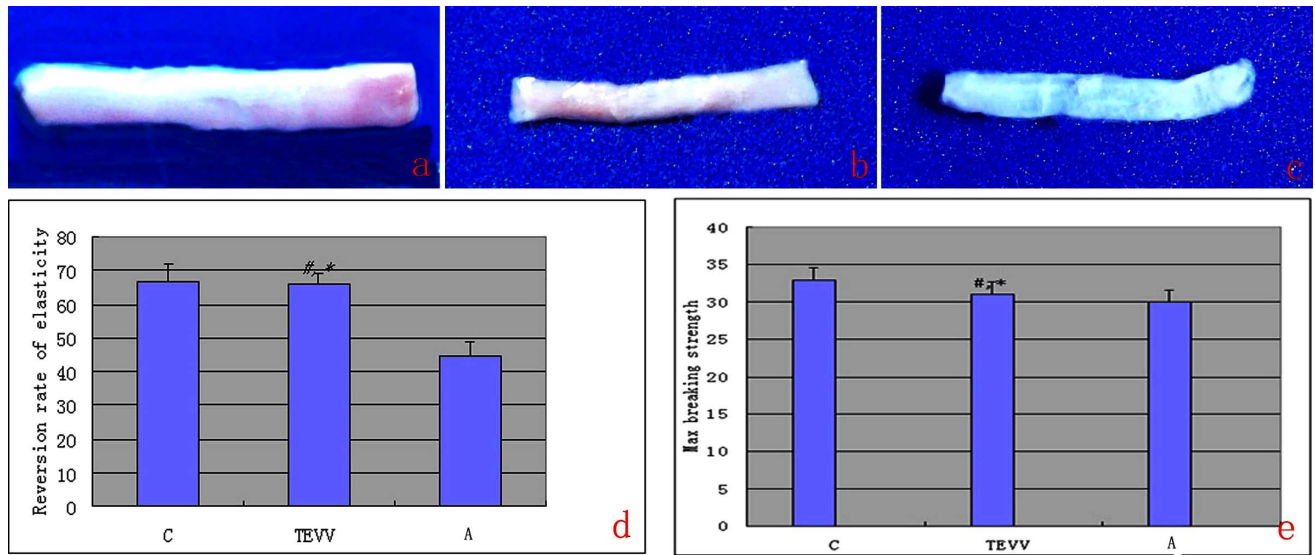 a
b
c
Reversion rate of elasticity
80
70
60
50
40
30
20
10
0
#, *
C
TEVV
A
d
Max breaking strength
40
35
30
25
20
15
10
5
0
#, *
C
TEVV
A
e